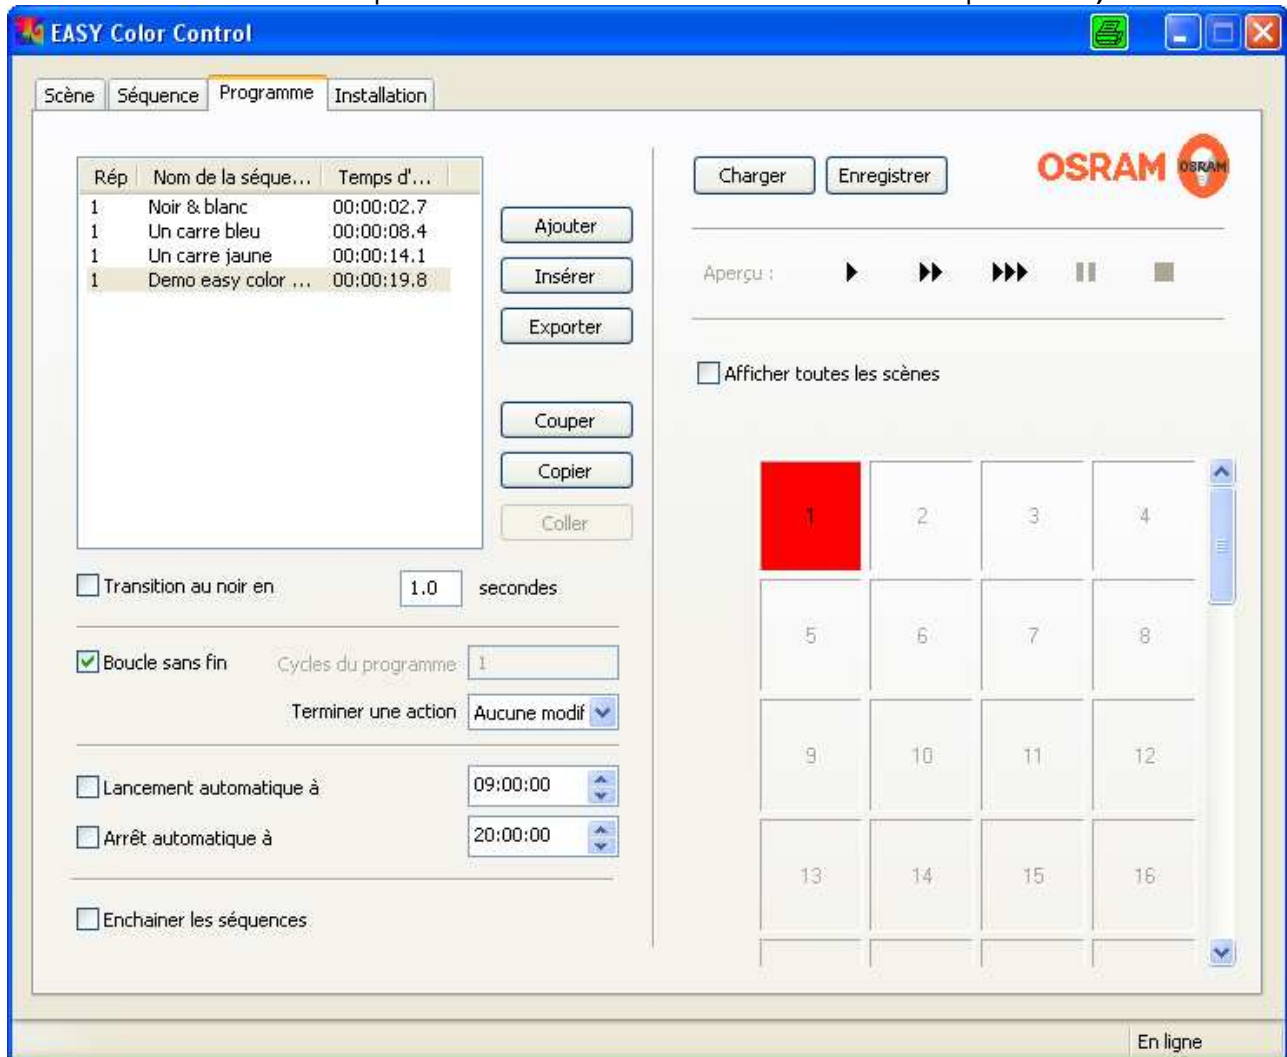 EASY Color Control
Scène Séquence Programme Installation
Rép Nom de la séque... Temps d'...
1 Noir & blanc 00:00:02.7
1 Un carre bleu 00:00:08.4
1 Un carre jaune 00:00:14.1
1 Demo easy color ... 00:00:19.8
Ajouter
Insérer
Exporter
Couper
Copier
Coller
Transition au noir en 1.0 secondes
Boucle sans fin Cycles du programme 1
Terminer une action Aucune modif
Lancement automatique à 09:00:00
Arrêt automatique à 20:00:00
Enchainer les séquences
Charger Enregistrer
OSRAM OSRAM
Aperçu :
Afficher toutes les scènes
1 2 3 4
5 6 7 8
9 10 11 12
13 14 15 16
En ligne